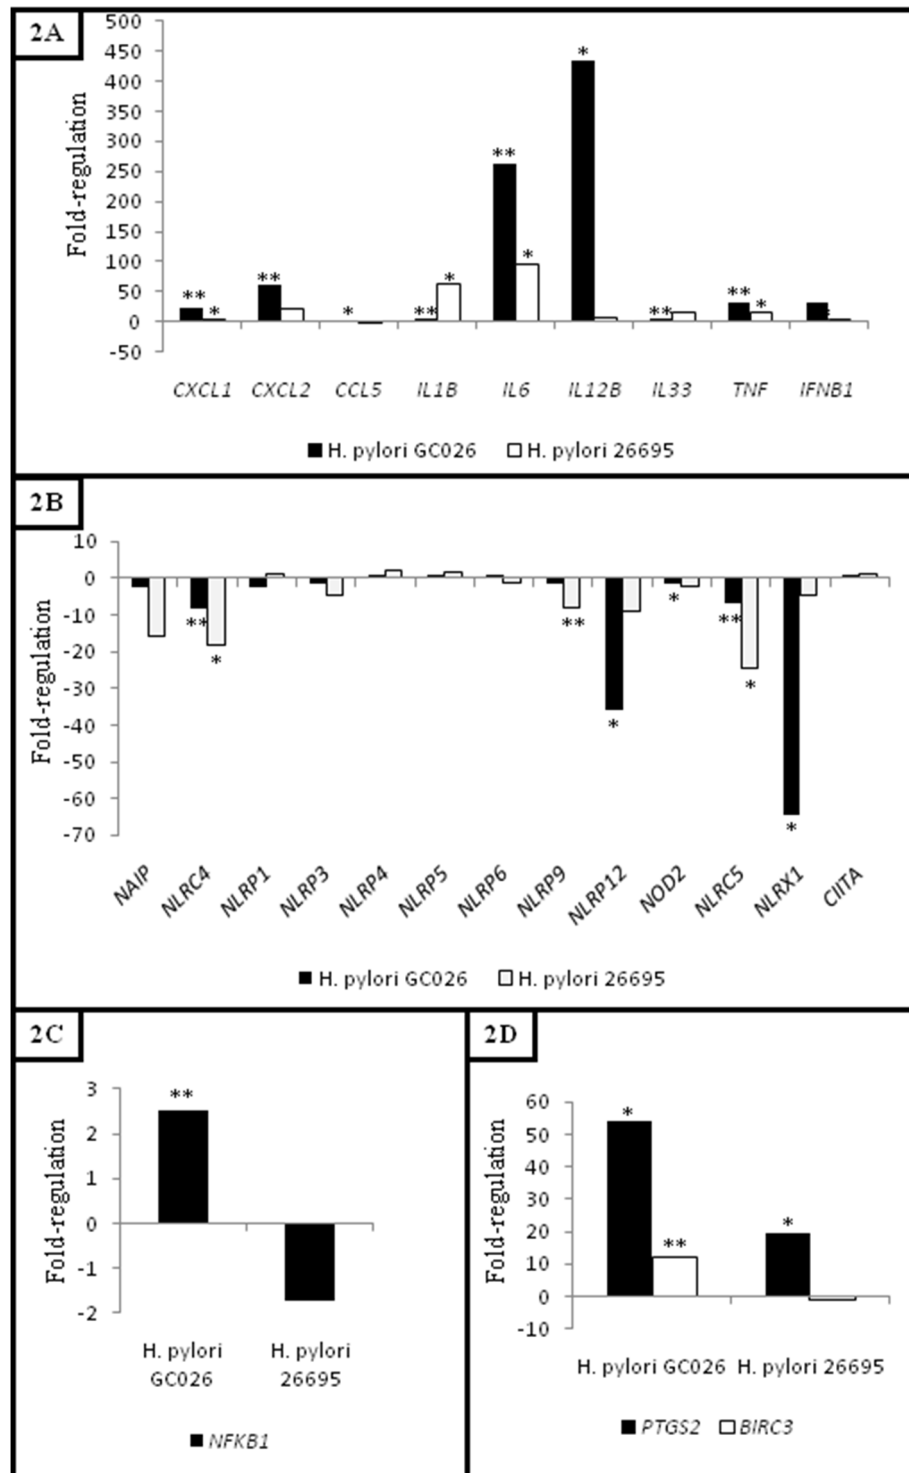 2A
500
450
400
350
300
250
200
150
100
50
0
-50
Fold-regulation
** * ** * ** * ** * * ** ** * *
CXCL1 CXCL2 CCL5 IL1B IL6 IL12B IL33 TNF IFNB1
H. pylori GC026 H. pylori 26695
2B
10
0
-10
-20
-30
-40
-50
-60
-70
Fold-regulation
** * ** * * ** * *
NAIP NLRC4 NLRP1 NLRP3 NLRP4 NLRP5 NLRP6 NLRP9 NLRP12 NOD2 NLRC5 NLRX1 CIITA
H. pylori GC026 H. pylori 26695
2C
3
2
1
0
-1
-2
Fold-regulation
**
H. pylori GC026
H. pylori 26695
NFKB1
2D
60
50
40
30
20
10
0
-10
Fold-regulation
* ** *
H. pylori GC026 H. pylori 26695
PTGS2 BIRC3